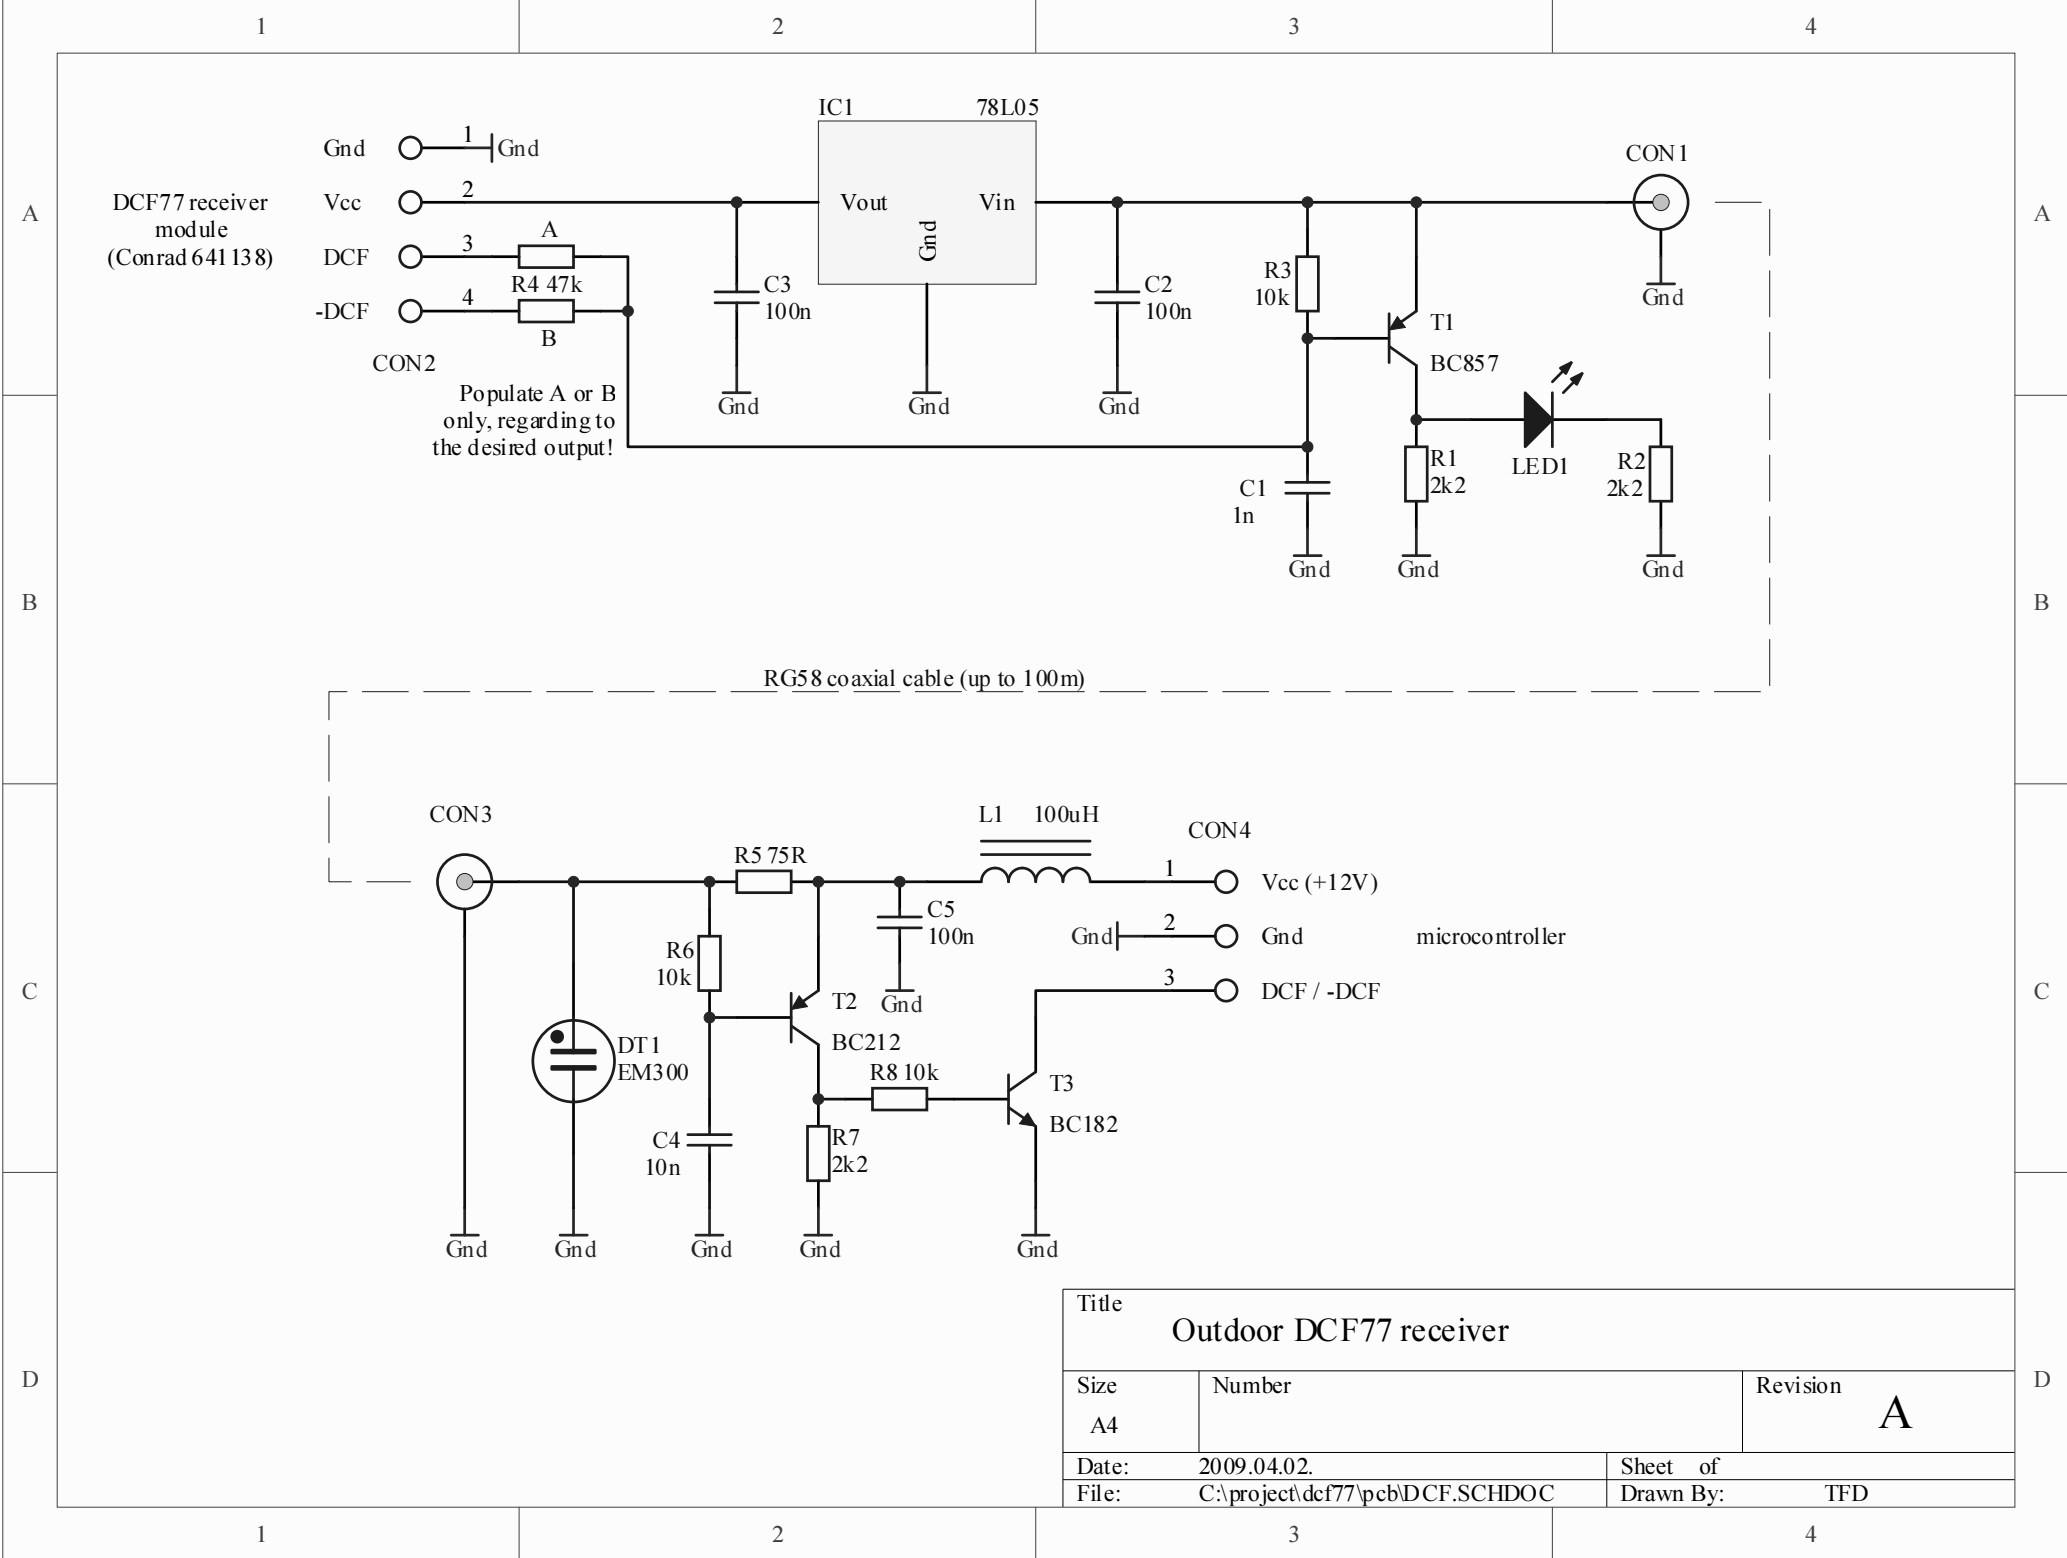 1 2 3 4
IC1 78L05
Gnd 1 Gnd
CON1
DCF77 receiver
module
(Conrad 641138)
Vcc 2
Vout Vin
Gnd
A A
DCF 3 A
R4 47k
-DCF 4
B
CON2
C3
100n
C2
100n
R3
10k
Gnd
T1
BC857
Populate A or B
only, regarding to
the desired output!
Gnd Gnd Gnd
LED1
R1
2k2
R2
2k2
C1
1n
Gnd Gnd Gnd
B B
RG58 coaxial cable (up to 100m)
CON3
L1 100uH
CON4
R5 75R
1 Vcc (+12V)
C5
100n
Gnd 2 Gnd microcontroller
R6
10k
3 DCF / -DCF
Gnd
C C
T2
BC212
DT1
EM300
R8 10k
T3
BC182
C4
10n
R7
2k2
Gnd Gnd Gnd Gnd Gnd
Title
Outdoor DCF77 receiver
D D
Size Number Revision
A4 A
Date: 2009.04.02. Sheet of
File: C:\project\dcf77\pcb\DCF.SCHDOC Drawn By: TFD
1 2 3 4